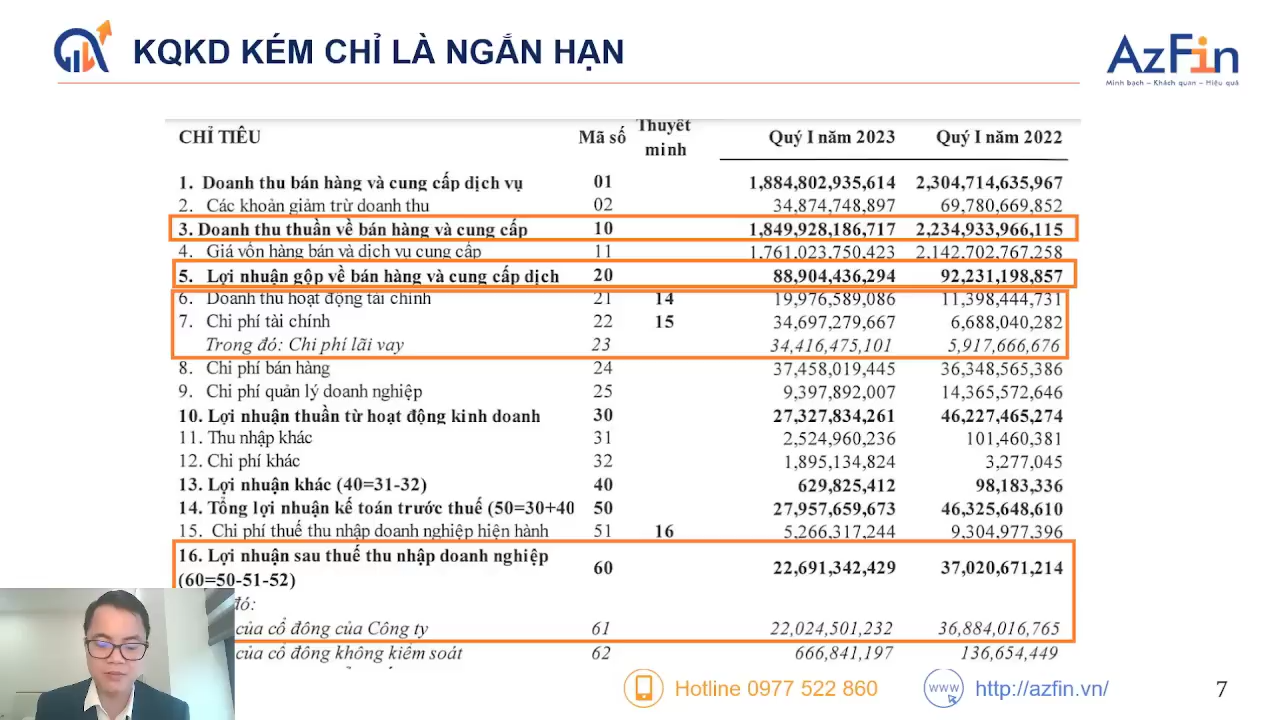 KQKD KÉM CHỈ LÀ NGẮN HẠN
AzFin
Minh bạch – Khách quan – Hiệu quả
CHỈ TIÊU Mã số Thuyết minh Quý I năm 2023 Quý I năm 2022
1. Doanh thu bán hàng và cung cấp dịch vụ 01 1,884,802,935,614 2,304,714,635,967
2. Các khoản giảm trừ doanh thu 02 34,874,748,897 69,780,669,852
3. Doanh thu thuần về bán hàng và cung cấp 10 1,849,928,186,717 2,234,933,966,115
4. Giá vốn hàng bán và dịch vụ cung cấp 11 1,761,023,750,423 2,142,702,767,258
5. Lợi nhuận gộp về bán hàng và cung cấp dịch 20 88,904,436,294 92,231,198,857
6. Doanh thu hoạt động tài chính 21 14 19,976,589,086 11,398,444,731
7. Chi phí tài chính 22 15 34,697,279,667 6,688,040,282
Trong đó: Chi phí lãi vay 23 34,416,475,101 5,917,666,676
8. Chi phí bán hàng 24 37,458,019,445 36,348,565,386
9. Chi phí quản lý doanh nghiệp 25 9,397,892,007 14,365,572,646
10. Lợi nhuận thuần từ hoạt động kinh doanh 30 27,327,834,261 46,227,465,274
11. Thu nhập khác 31 2,524,960,236 101,460,381
12. Chi phí khác 32 1,895,134,824 3,277,045
13. Lợi nhuận khác (40=31-32) 40 629,825,412 98,183,336
14. Tổng lợi nhuận kế toán trước thuế (50=30+40 50 27,957,659,673 46,325,648,610
15. Chi phí thuế thu nhập doanh nghiệp hiện hành 51 16 5,266,317,244 9,304,977,396
16. Lợi nhuận sau thuế thu nhập doanh nghiệp
(60=50-51-52) 60 22,691,342,429 37,020,671,214
đó:
của cổ đông của Công ty 61 22,024,501,232 36,884,016,765
của cổ đông không kiểm soát 62 666,841,197 136,654,449
Hotline 0977 522 860
www http://azfin.vn/
7